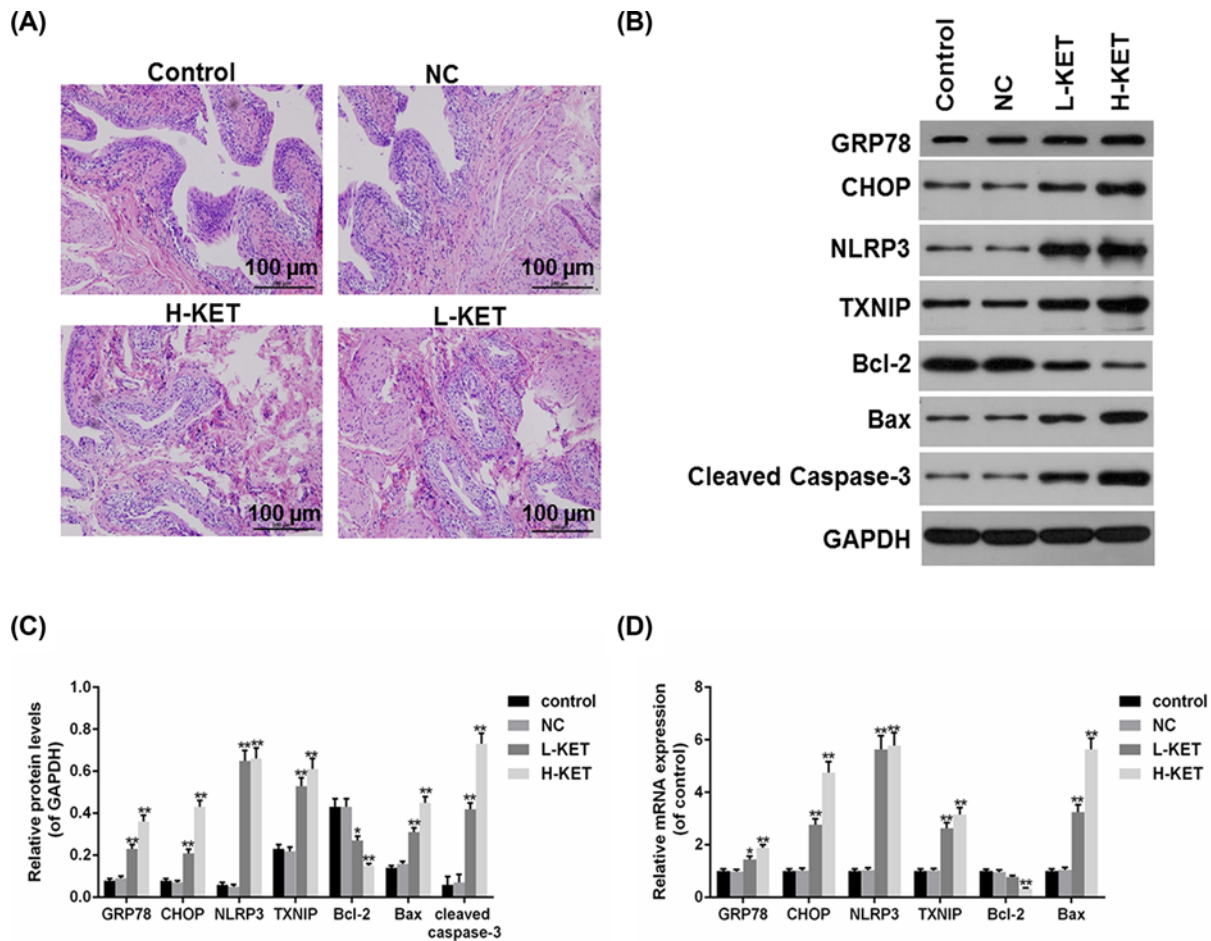 (A)
Control
NC
100 µm
100 µm
H-KET
L-KET
100 µm
100 µm
(B)
Control
NC
L-KET
H-KET
GRP78
CHOP
NLRP3
TXNIP
Bcl-2
Bax
Cleaved Caspase-3
GAPDH
(C)
Relative protein levels
(of GAPDH)
1.0
0.8
0.6
0.4
0.2
0.0
** ** ** ** ** ** ** ** * ** ** ** ** **
GRP78 CHOP NLRP3 TXNIP Bcl-2 Bax cleaved
caspase-3
control
NC
L-KET
H-KET
(D)
Relative mRNA expression
(of control)
8
6
4
2
0
* ** ** ** ** ** ** ** ** ** **
GRP78 CHOP NLRP3 TXNIP Bcl-2 Bax
control
NC
L-KET
H-KET